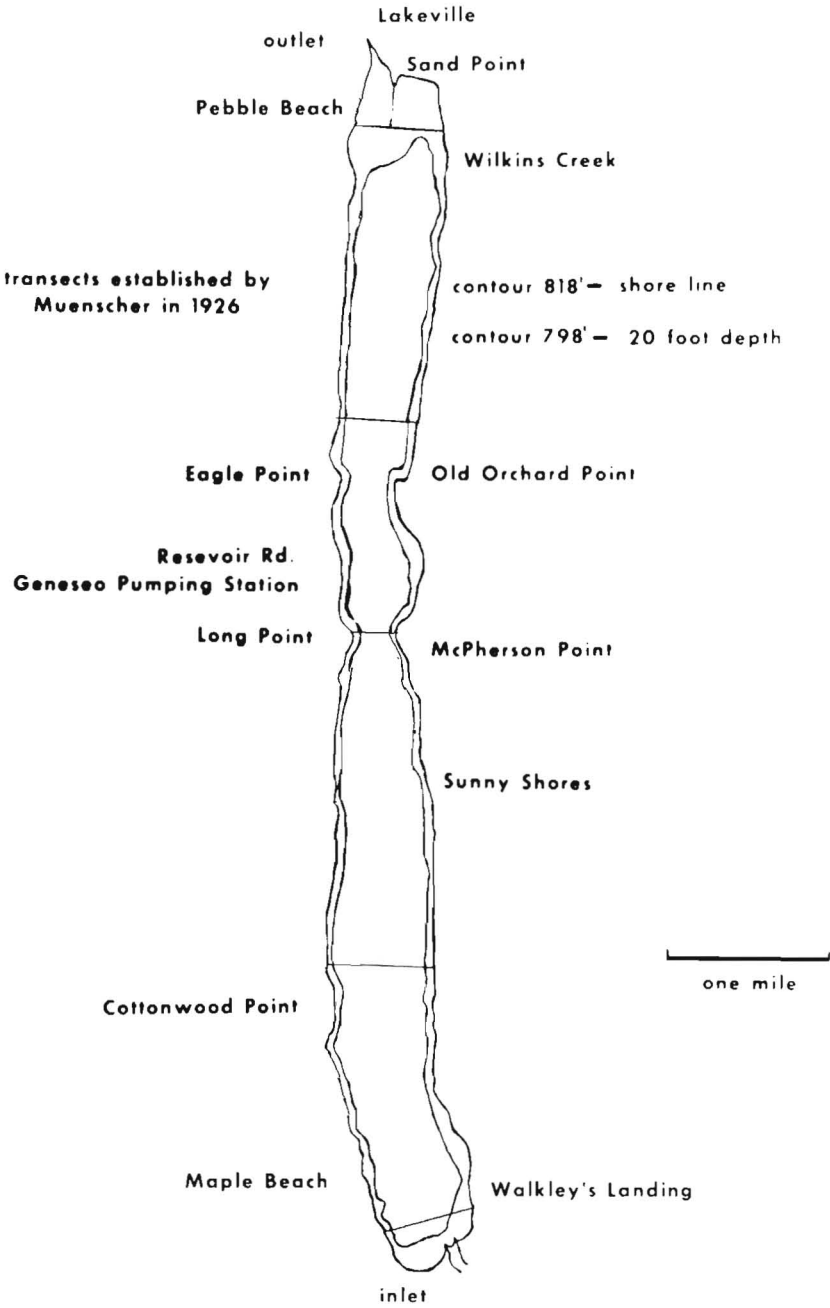 Lakeville
outlet
Sand Point
Pebble Beach
Wilkins Creek
transects established by
Muenscher in 1926
contour 818'— shore line
contour 798'— 20 foot depth
Eagle Point
Old Orchard Point
Resevoir Rd.
Geneseo Pumping Station
Long Point
McPherson Point
Sunny Shores
one mile
Cottonwood Point
Maple Beach
Walkley's Landing
inlet